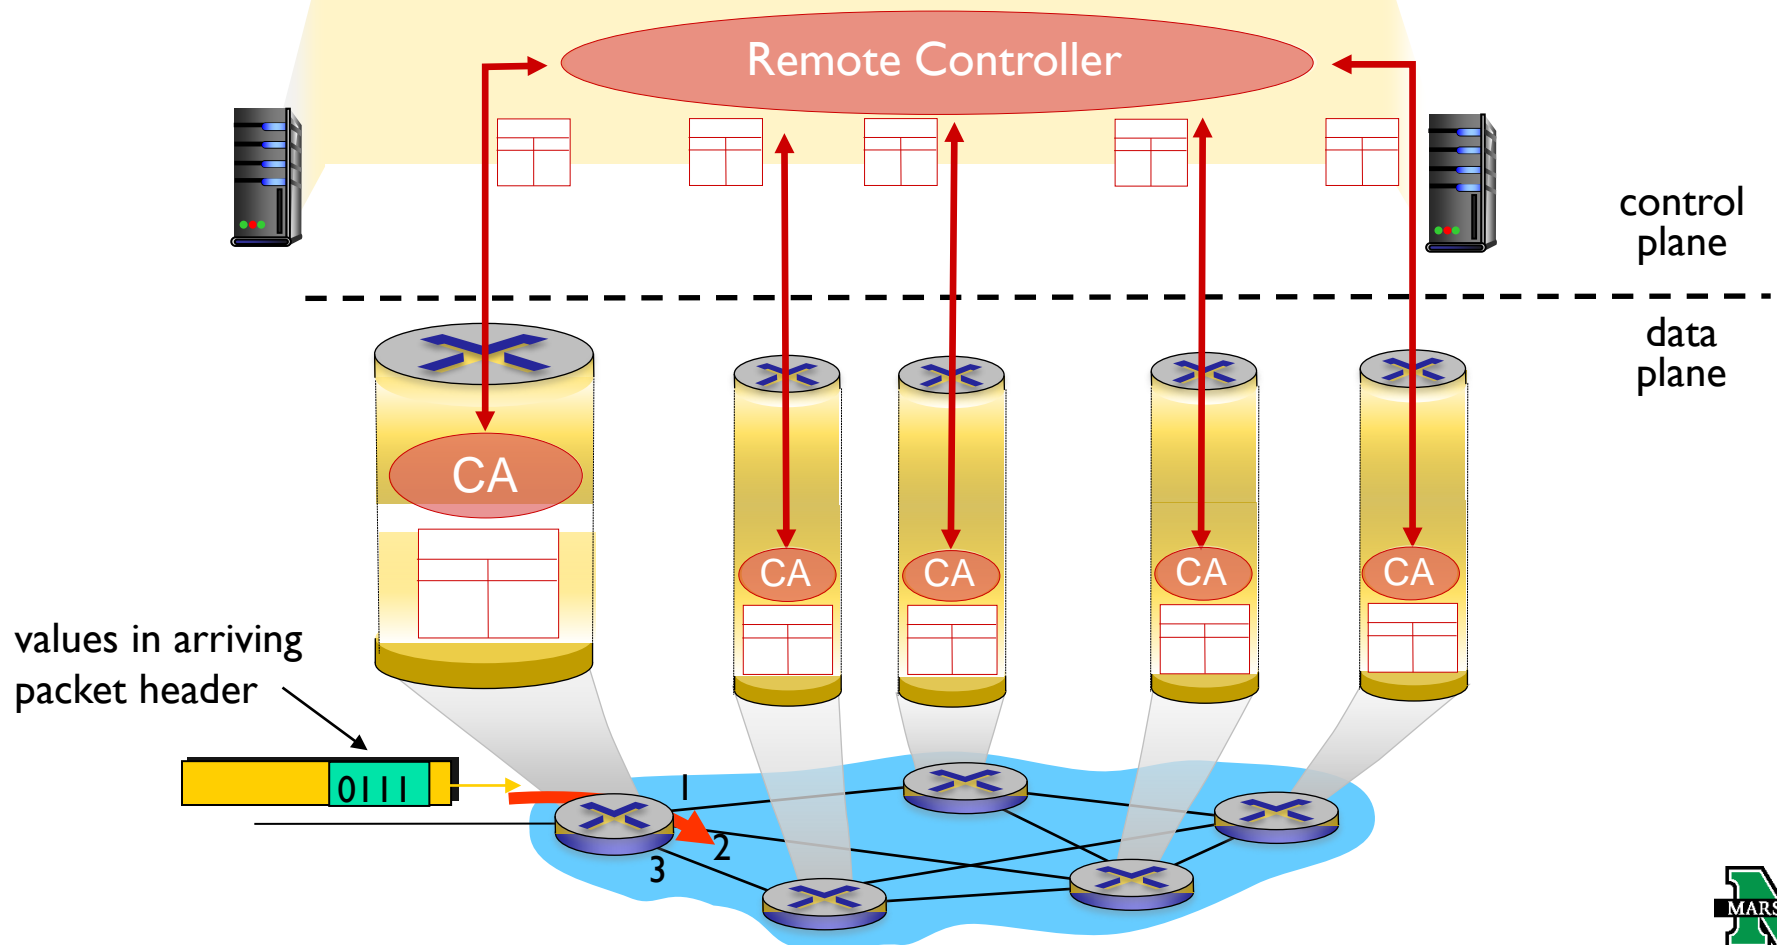 Remote Controller
control
plane
data
plane
CA
CA
CA
CA
CA
values in arriving
packet header
0111
1
2
3
MARS